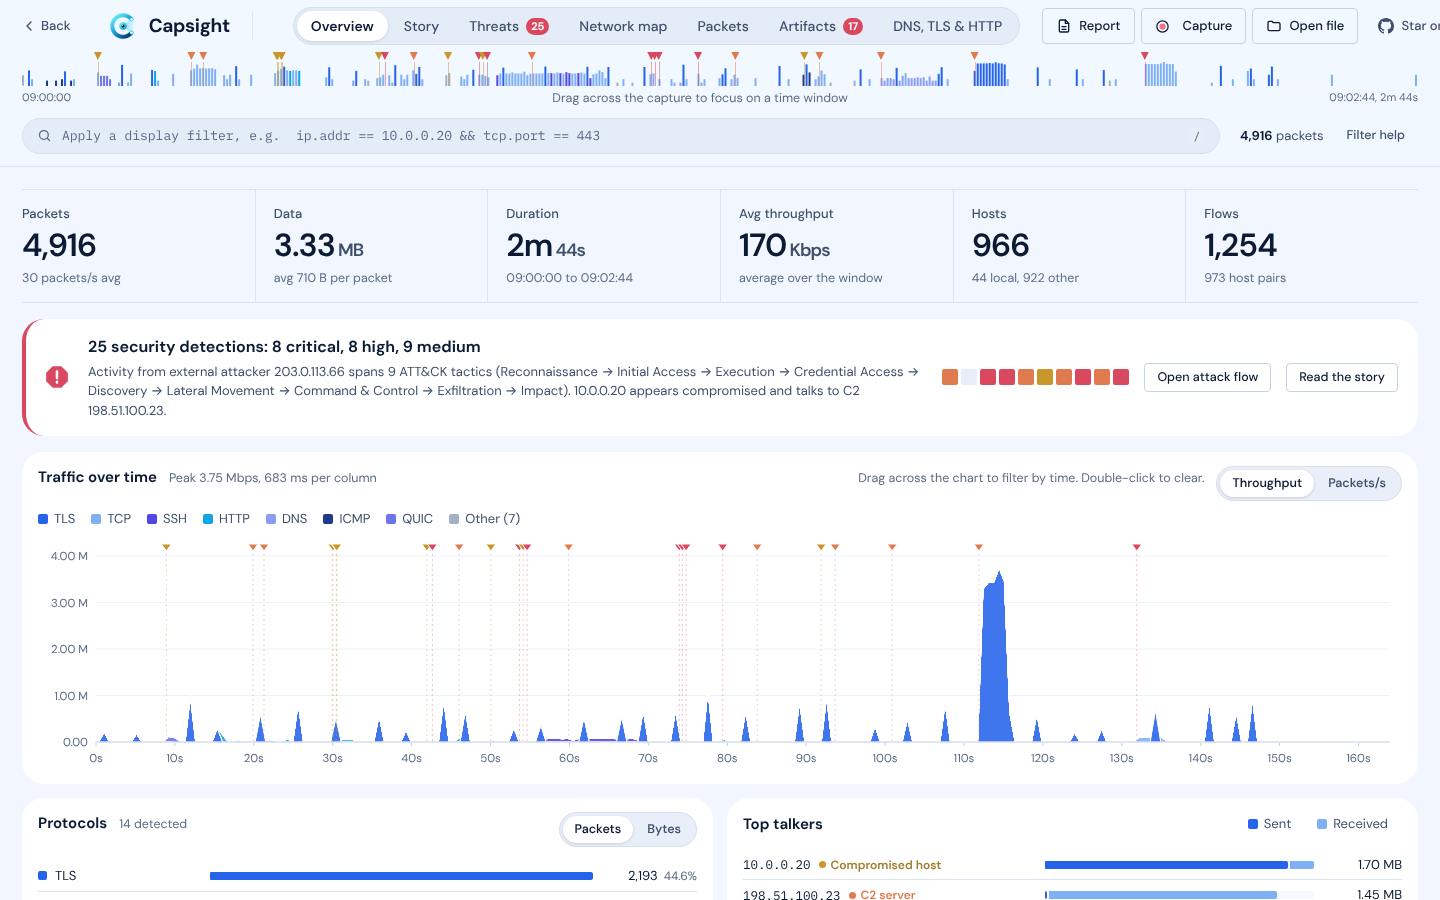 Back
Capsight
Overview
Story
Threats 25
Network map
Packets
Artifacts 17
DNS, TLS & HTTP
Report
Capture
Open file
Star
09:00:00
Drag across the capture to focus on a time window
09:02:44, 2m 44s
Apply a display filter, e.g. ip.addr == 10.0.0.20 && tcp.port == 443
/
4,916 packets
Filter help
Packets
4,916
30 packets/s avg
Data
3.33 MB
avg 710 B per packet
Duration
2m 44s
09:00:00 to 09:02:44
Avg throughput
170 Kbps
average over the window
Hosts
966
44 local, 922 other
Flows
1,254
973 host pairs
25 security detections: 8 critical, 8 high, 9 medium
Activity from external attacker 203.0.113.66 spans 9 ATT&CK tactics (Reconnaissance → Initial Access → Execution → Credential Access →
Discovery → Lateral Movement → Command & Control → Exfiltration → Impact). 10.0.0.20 appears compromised and talks to C2
198.51.100.23.
Open attack flow
Read the story
Traffic over time
Peak 3.75 Mbps, 683 ms per column
Drag across the chart to filter by time. Double-click to clear.
Throughput
Packets/s
TLS
TCP
SSH
HTTP
DNS
ICMP
QUIC
Other (7)
4.00 M
3.00 M
2.00 M
1.00 M
0.00
0s
10s
20s
30s
40s
50s
60s
70s
80s
90s
100s
110s
120s
130s
140s
150s
160s
Protocols
14 detected
Packets
Bytes
TLS
2,193 44.6%
Top talkers
Sent
Received
10.0.0.20
Compromised host
1.70 MB
198.51.100.23
C2 server
1.45 MB